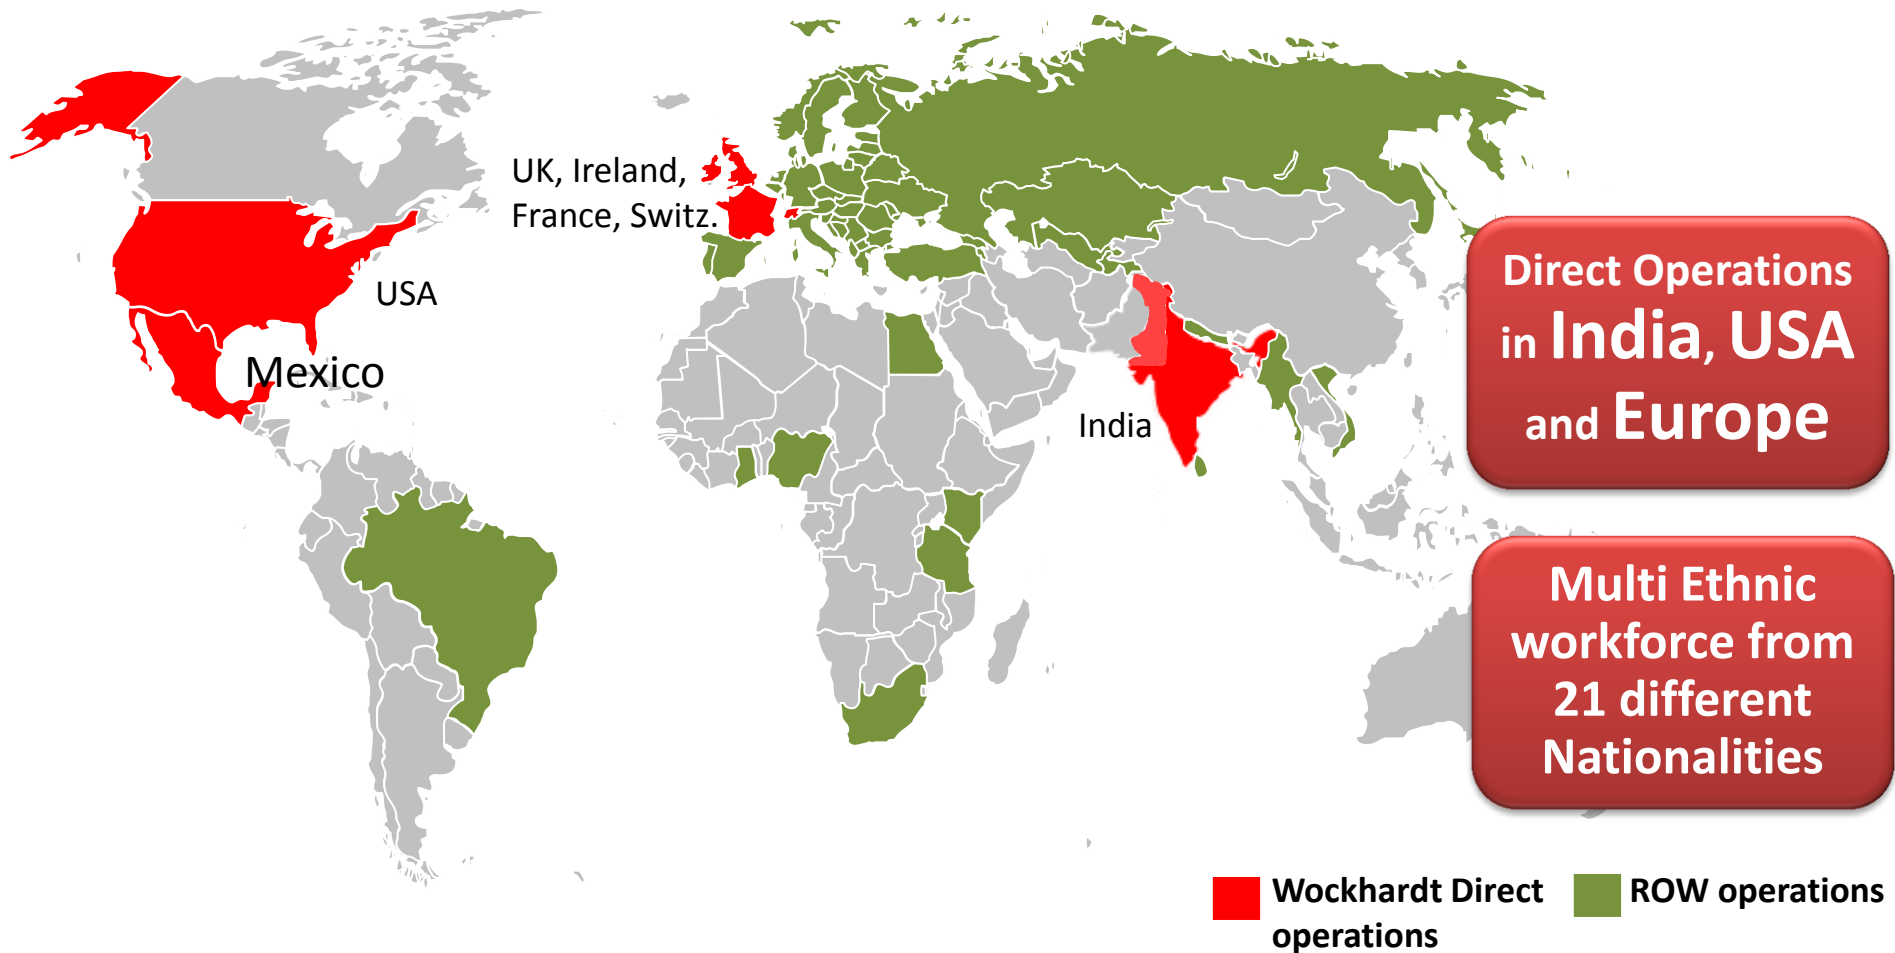 UK, Ireland,
France, Switz.
USA
Mexico
India
Direct Operations
in India, USA
and Europe
Multi Ethnic
workforce from
21 different
Nationalities
Wockhardt Direct
operations
ROW operations